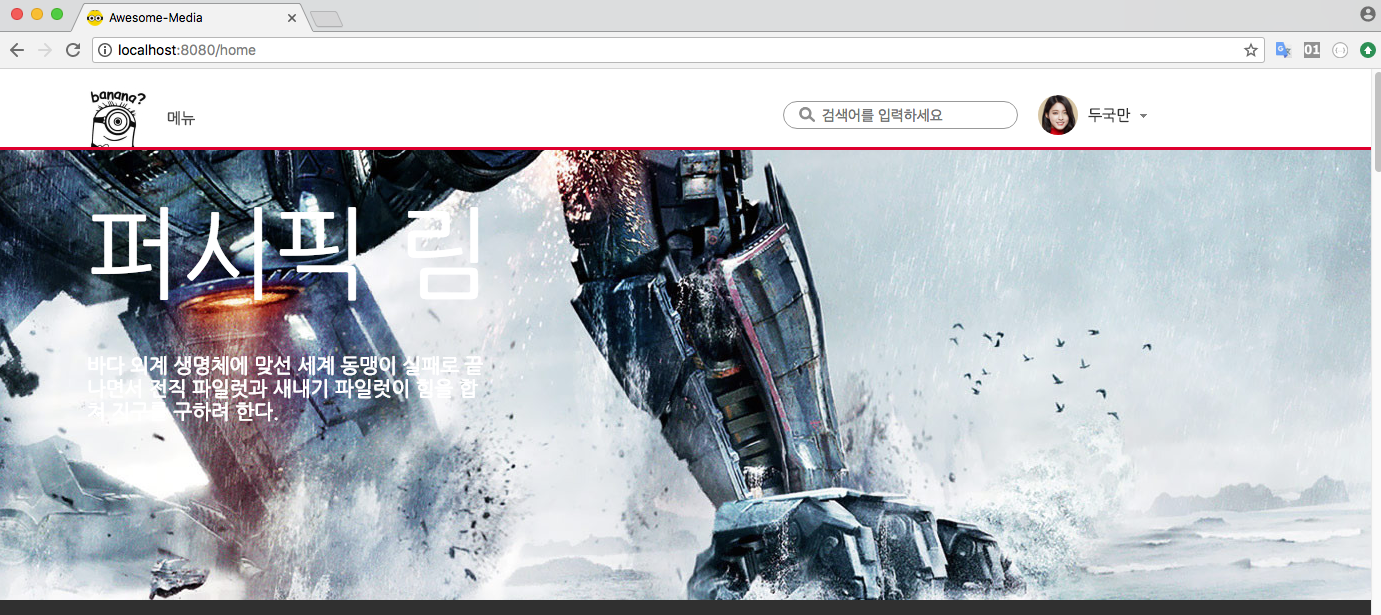 Awesome-Media
localhost:8080/home
01
banana?
메뉴
검색어를 입력하세요
두국만
퍼시픽 림
바다 외계 생명체에 맞선 세계 동맹이 실패로 끝
나면서 전직 파일럿과 새내기 파일럿이 힘을 합
쳐 지구를 구하려 한다.